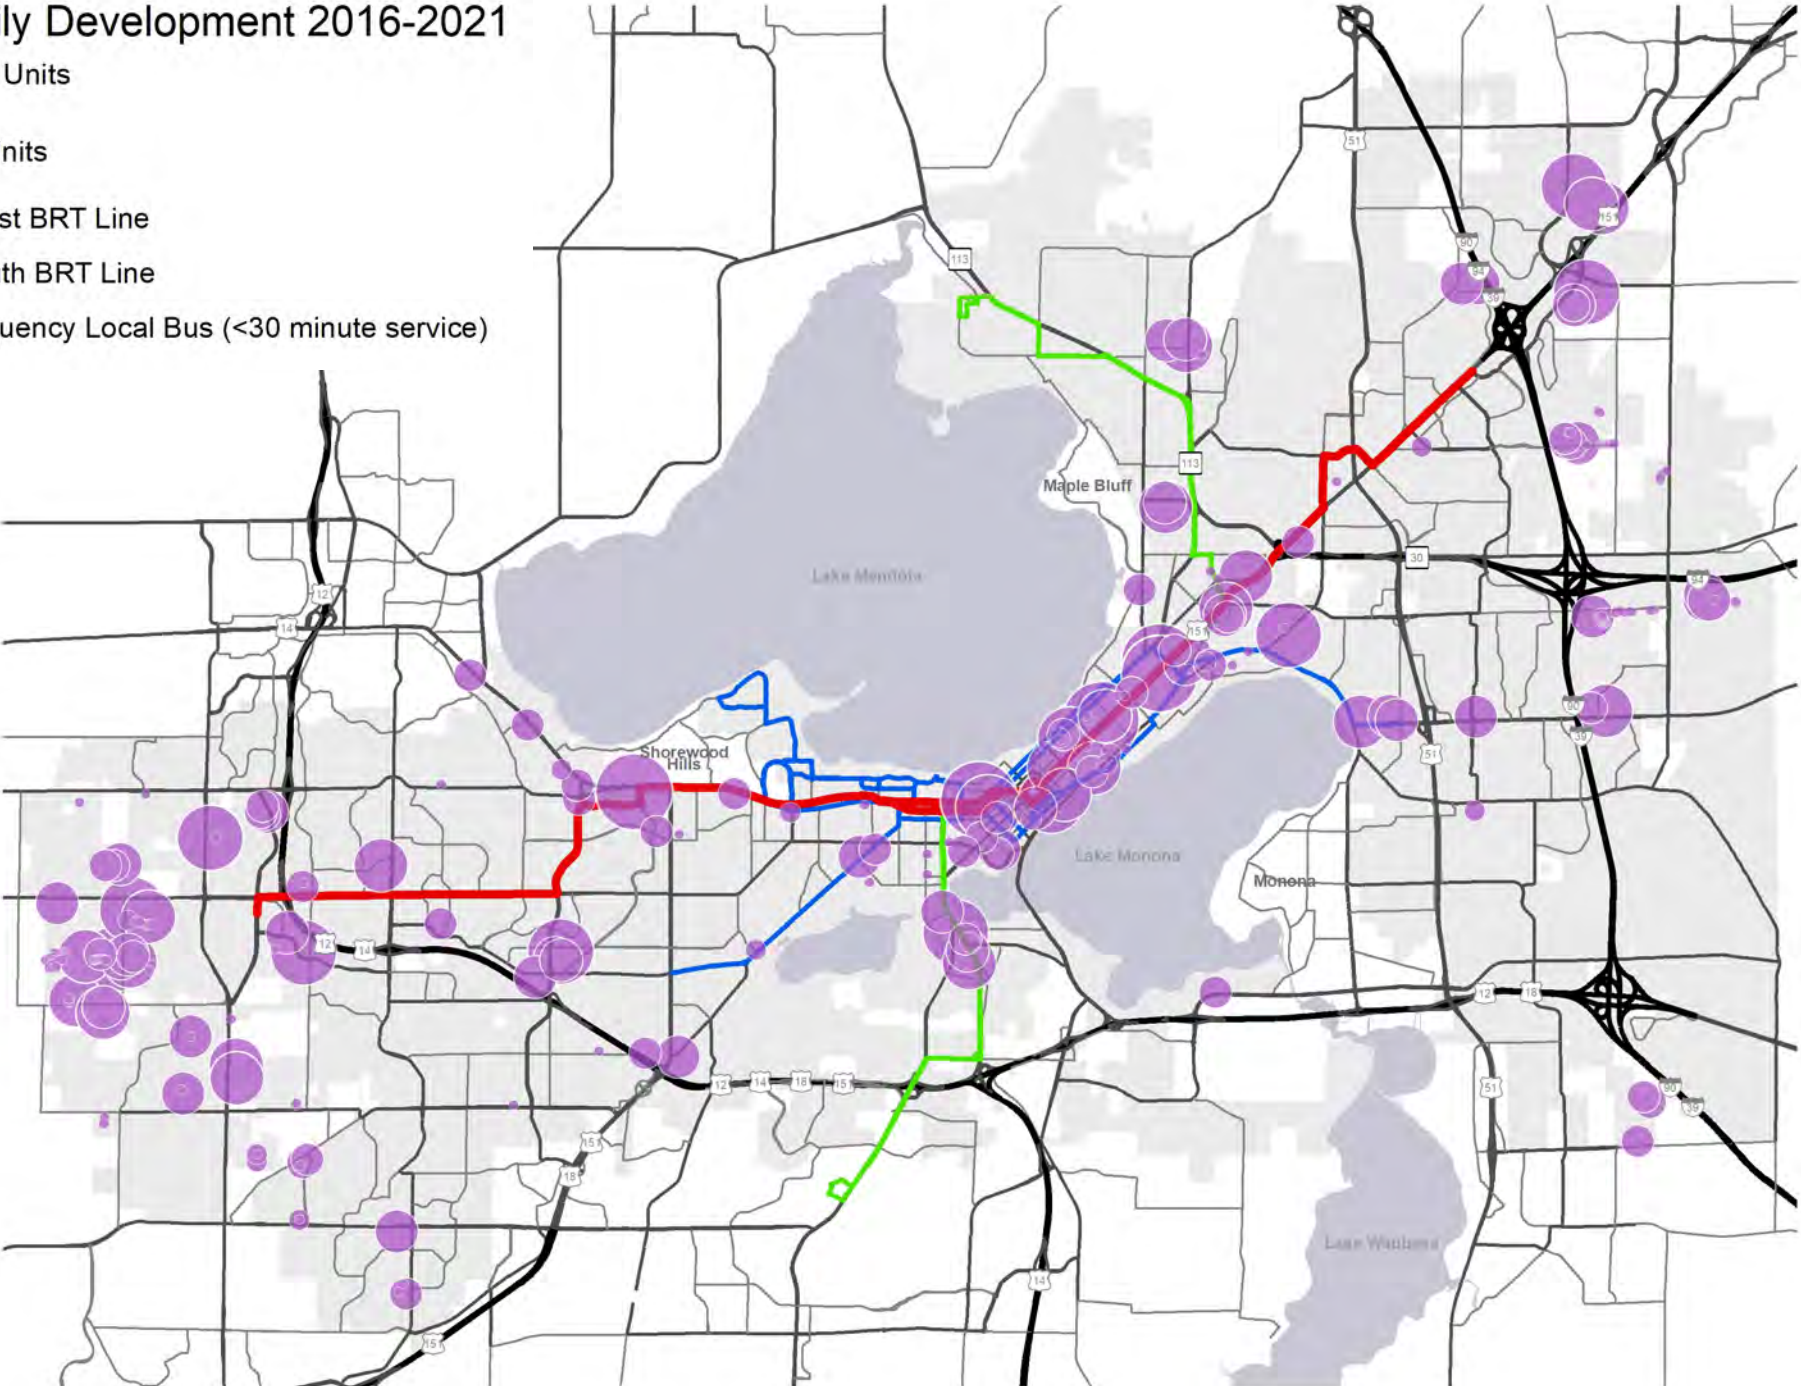 ly Development 2016-2021
Units
nits
st BRT Line
th BRT Line
uency Local Bus (<30 minute service)
51
151
113
90
94
39
113
Maple Bluff
30
94
Lake Mendota
12
14
151
Shorewood
Hills
90
39
51
Lake Monona
Monona
12
14
12
18
12
14
18
151
51
90
39
151
18
Lake Waubesa
14
151